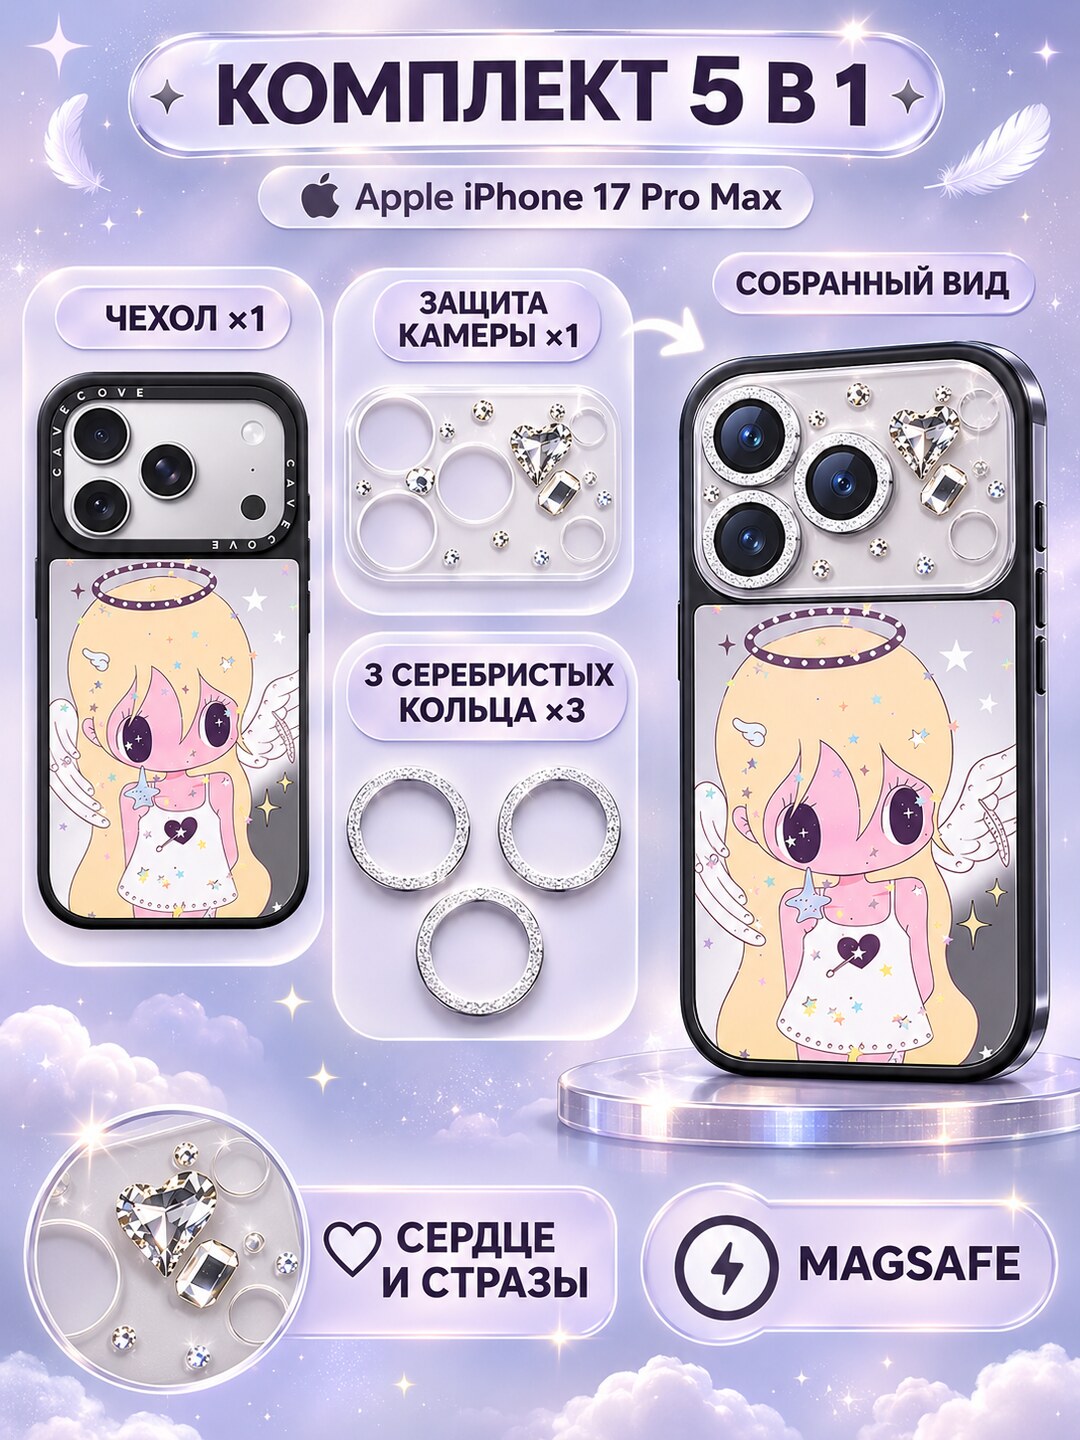 КОМПЛЕКТ 5 В 1
Apple iPhone 17 Pro Max
ЧЕХОЛ ×1
ЗАЩИТА
КАМЕРЫ ×1
СОБРАННЫЙ ВИД
CAVECOVE
CAVECOVE
3 СЕРЕБРИСТЫХ
КОЛЬЦА ×3
СЕРДЦЕ
И СТРАЗЫ
MAGSAFE